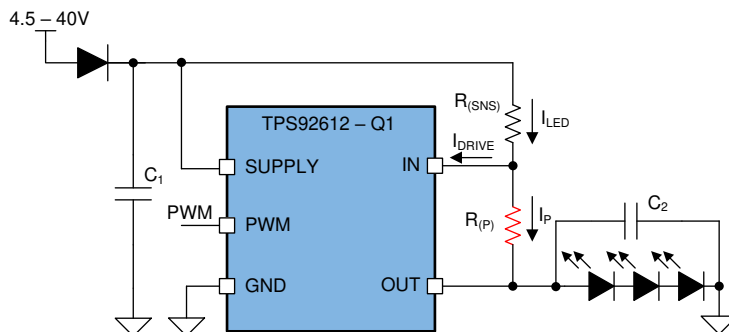 4.5 – 40V
TPS92612 – Q1
R(SNS)
ILED
IDRIVE
SUPPLY
IN
C1
PWM
PWM
R(P)
IP
C2
GND
OUT